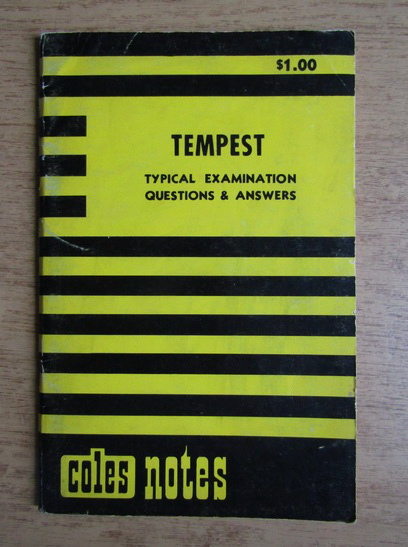 $1.00
TEMPEST
TYPICAL EXAMINATION
QUESTIONS & ANSWERS
coles notes